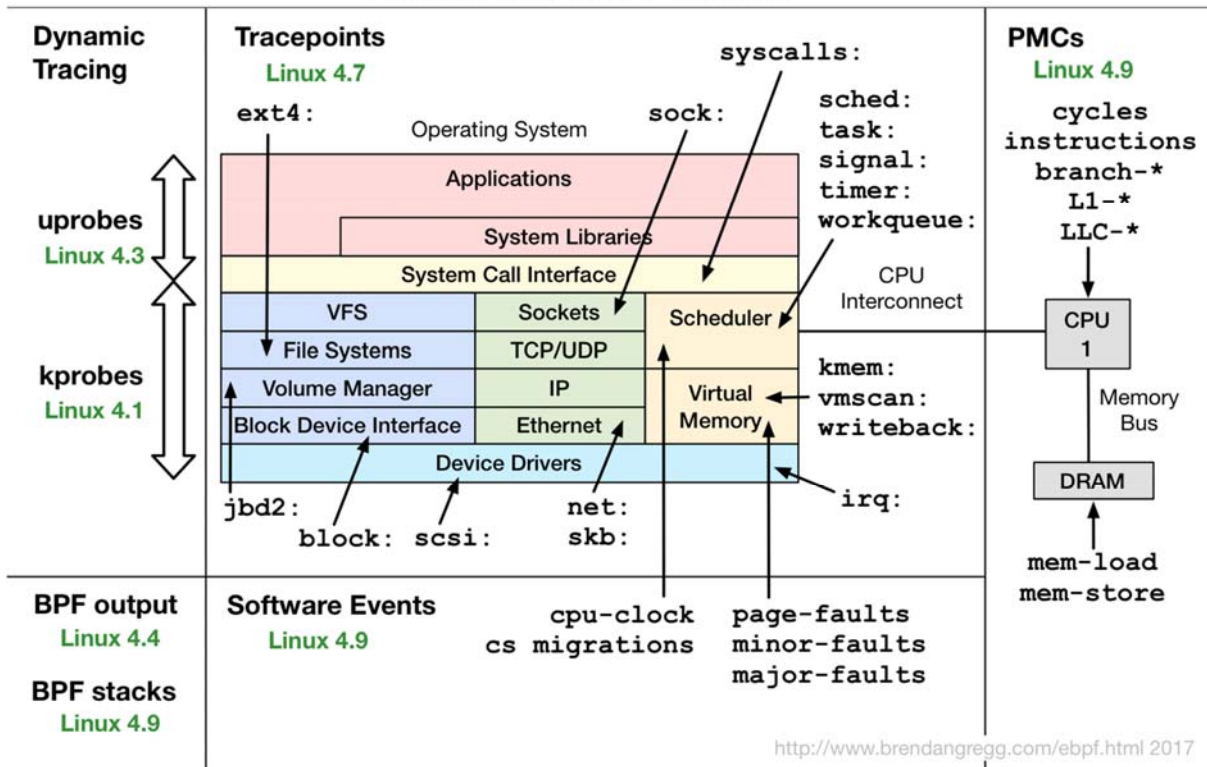 Dynamic
Tracing
Tracepoints
Linux 4.7
PMCs
Linux 4.9
syscalls:
ext4:
Operating System
sock:
sched:
task:
signal:
timer:
workqueue:
cycles
instructions
branch-*
L1-*
LLC-*
uprobes
Linux 4.3
kprobes
Linux 4.1
Applications
System Libraries
System Call Interface
VFS
Sockets
Scheduler
File Systems
TCP/UDP
Volume Manager
IP
Virtual
Memory
Block Device Interface
Ethernet
Device Drivers
CPU
Interconnect
CPU
1
kmem:
vmscan:
writeback:
Memory
Bus
DRAM
jbd2:
block:
scsi:
net:
skb:
irq:
mem-load
mem-store
BPF output
Linux 4.4
BPF stacks
Linux 4.9
Software Events
Linux 4.9
cpu-clock
cs migrations
page-faults
minor-faults
major-faults
http://www.brendangregg.com/ebpf.html 2017